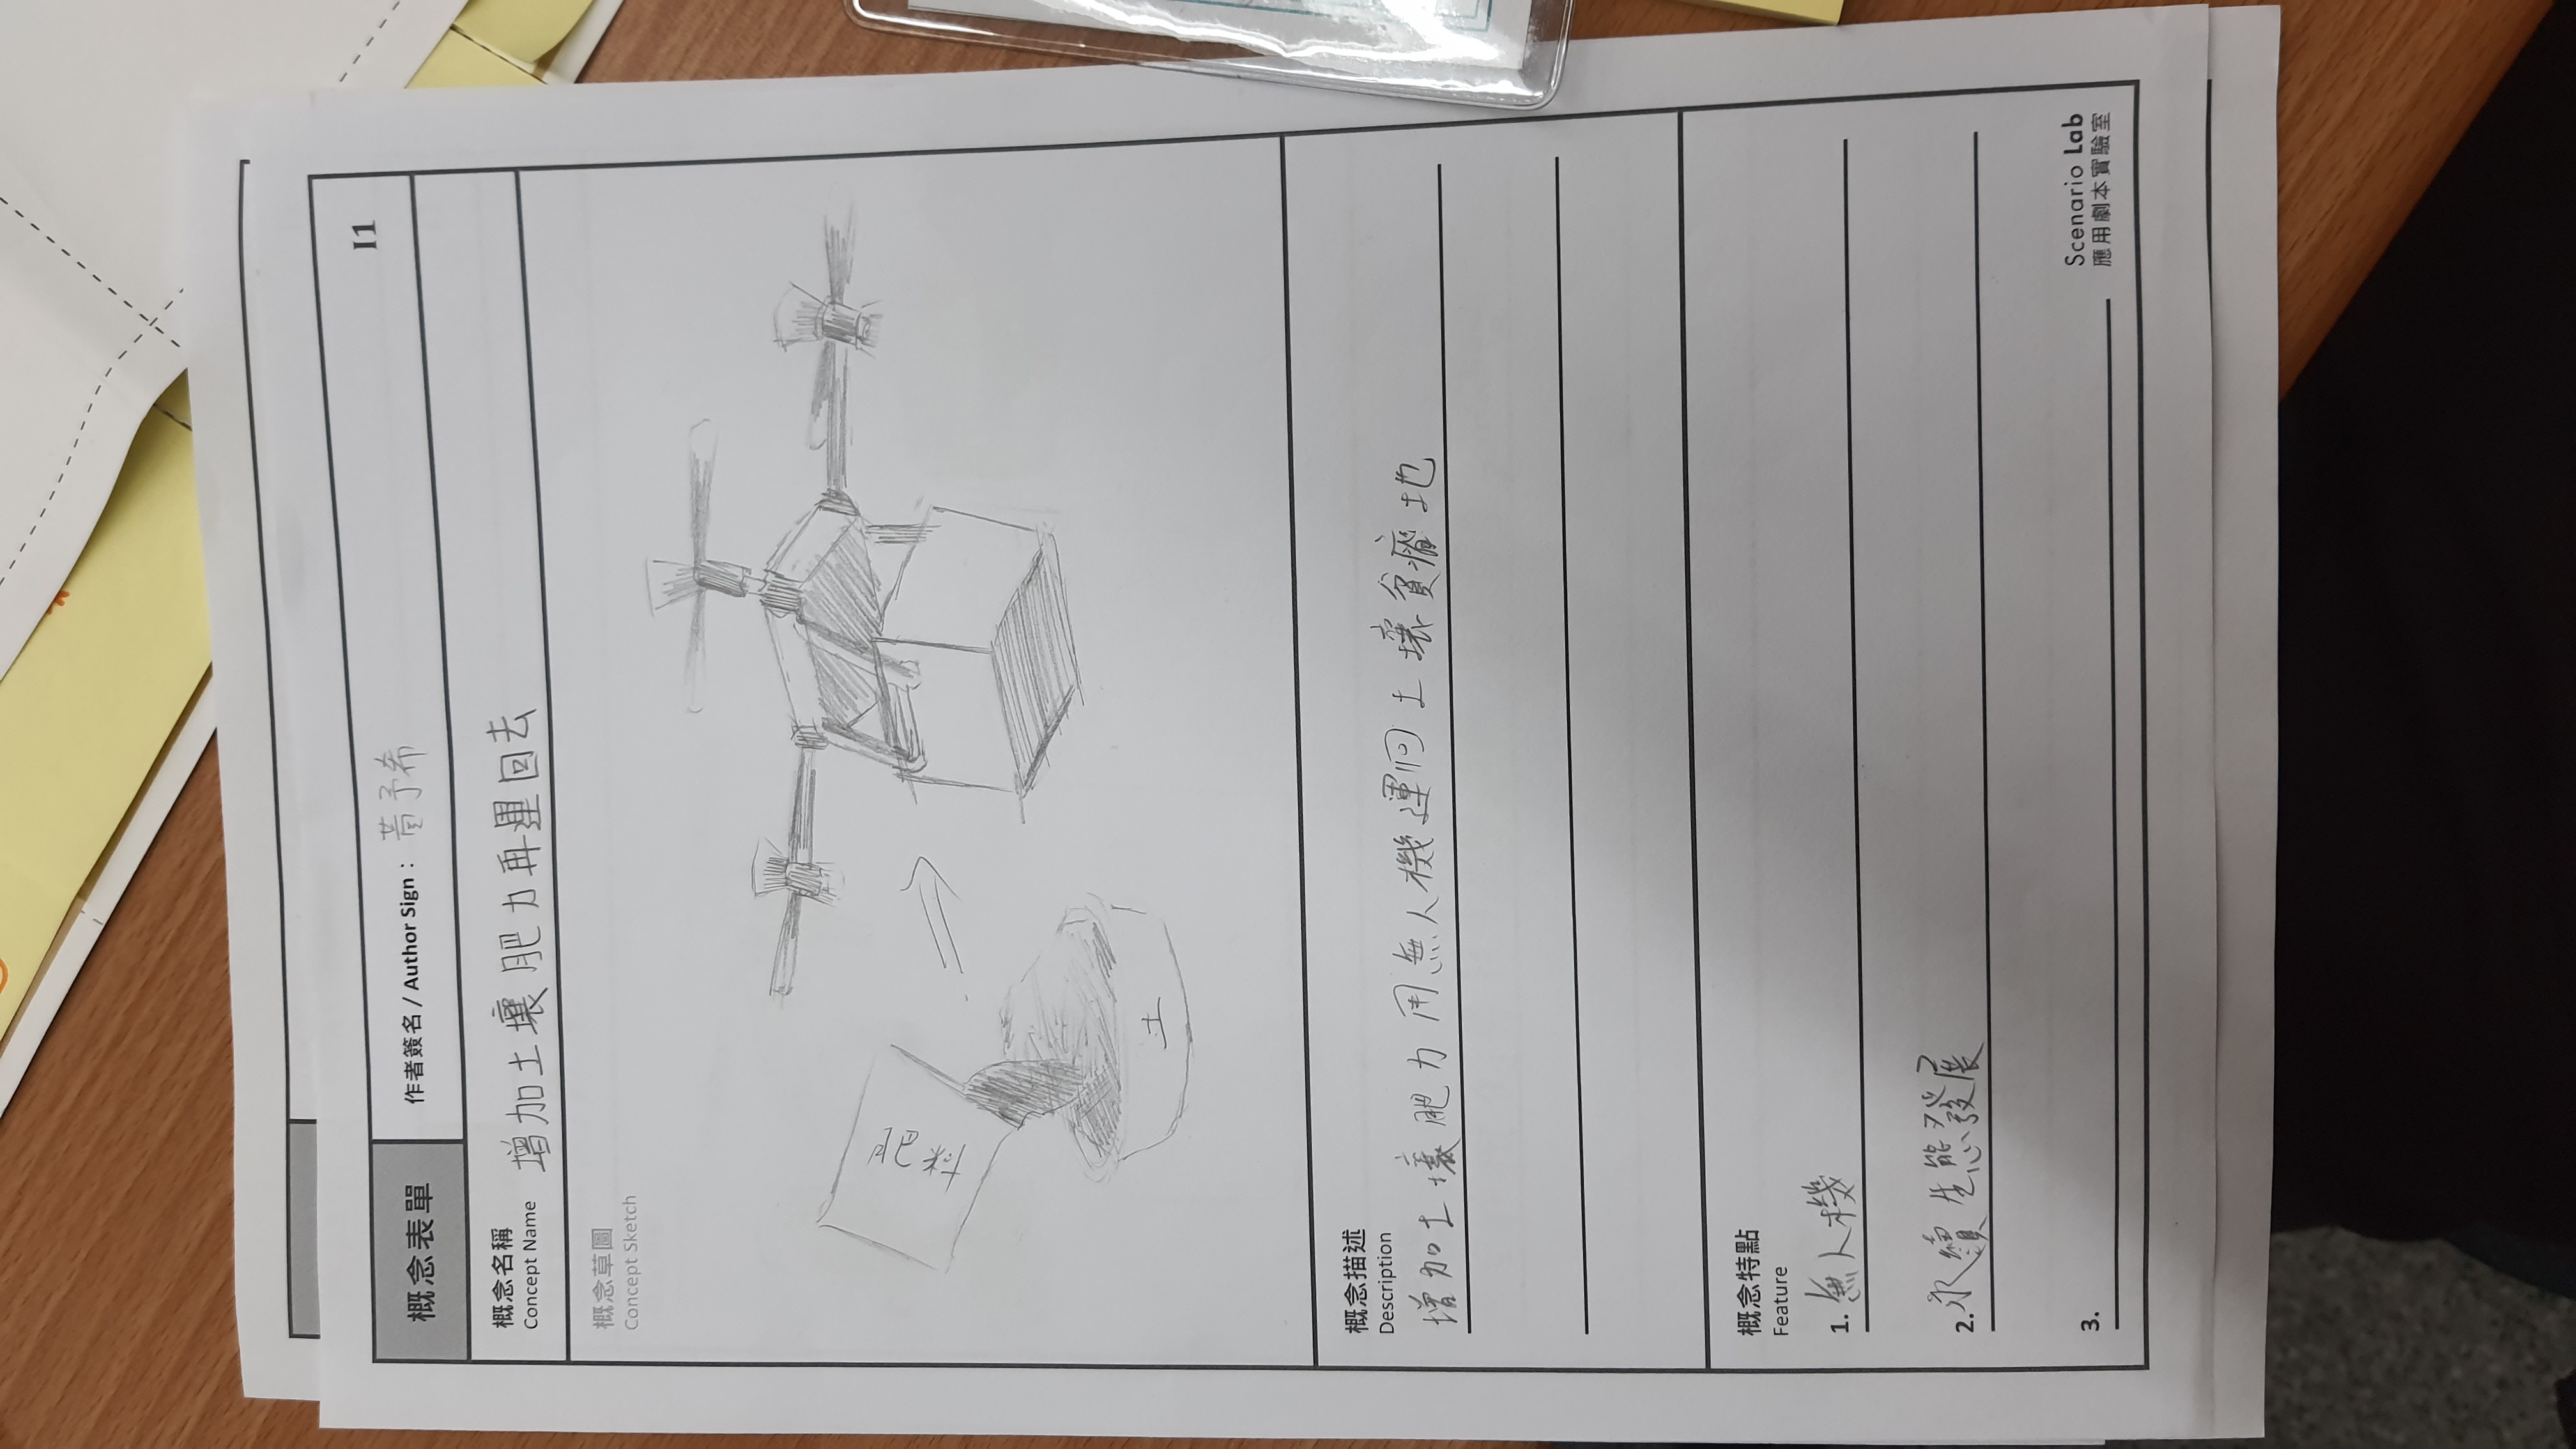 I1
概念表單
作者簽名 / Author Sign : 黃予希
概念名稱
Concept Name
增加土壤肥力再運回去
概念草圖
Concept Sketch
肥料
土
概念描述
Description
增加土壤肥力用無人機運回土壤貧瘠地
概念特點
Feature
1. 無人機
2. 永續生態發展
3.
Scenario Lab
應用劇本實驗室